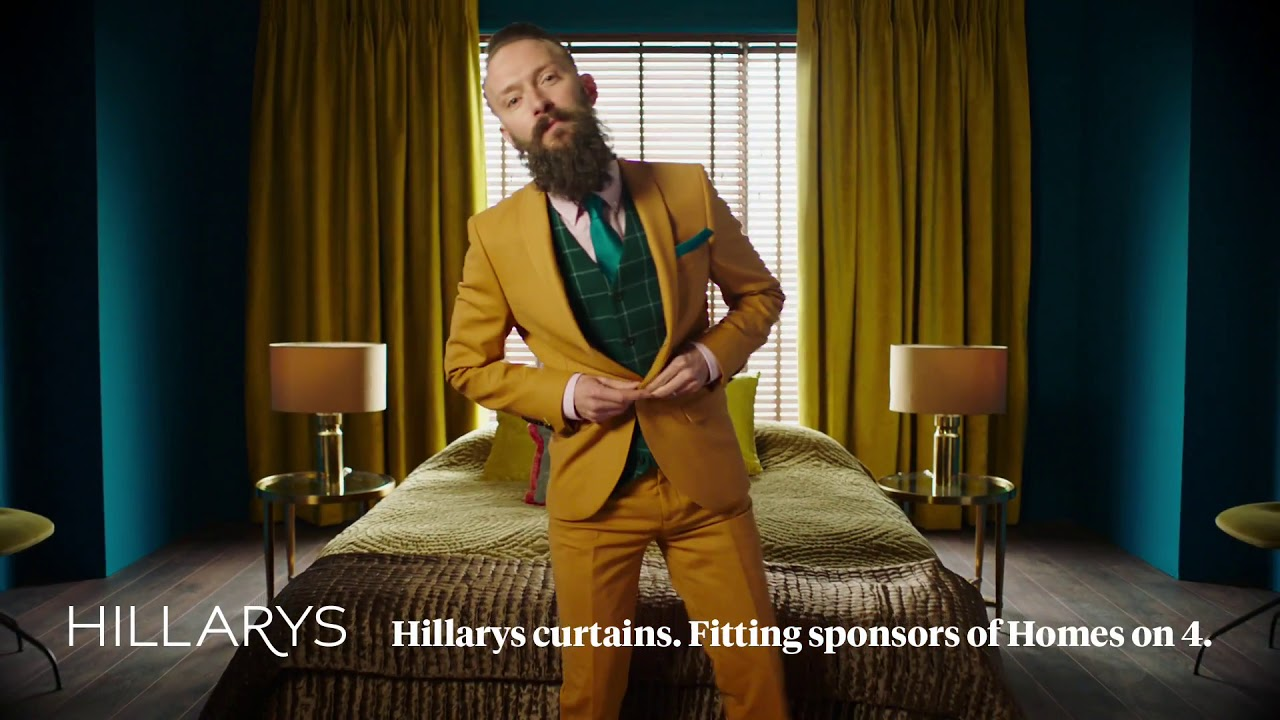 HILLARYS
Hillarys curtains. Fitting sponsors of Homes on 4.